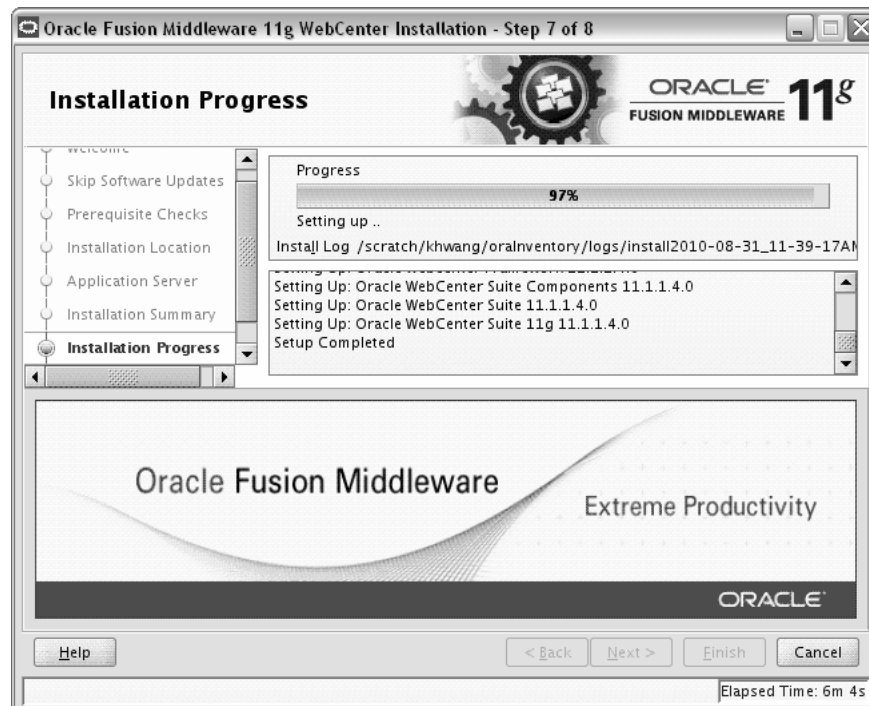 Oracle Fusion Middleware 11g WebCenter Installation - Step 7 of 8
Installation Progress
ORACLE
FUSION MIDDLEWARE
11g
Welcome
Skip Software Updates
Prerequisite Checks
Installation Location
Application Server
Installation Summary
Installation Progress
Progress
97%
Setting up ..
Install Log /scratch/khwang/oraInventory/logs/install2010-08-31_11-39-17AM
Setting Up: Oracle WebCenter Suite Components 11.1.1.4.0
Setting Up: Oracle WebCenter Suite 11.1.1.4.0
Setting Up: Oracle WebCenter Suite 11g 11.1.1.4.0
Setup Completed
Oracle Fusion Middleware
Extreme Productivity
ORACLE
Help
< Back
Next >
Finish
Cancel
Elapsed Time: 6m 4s